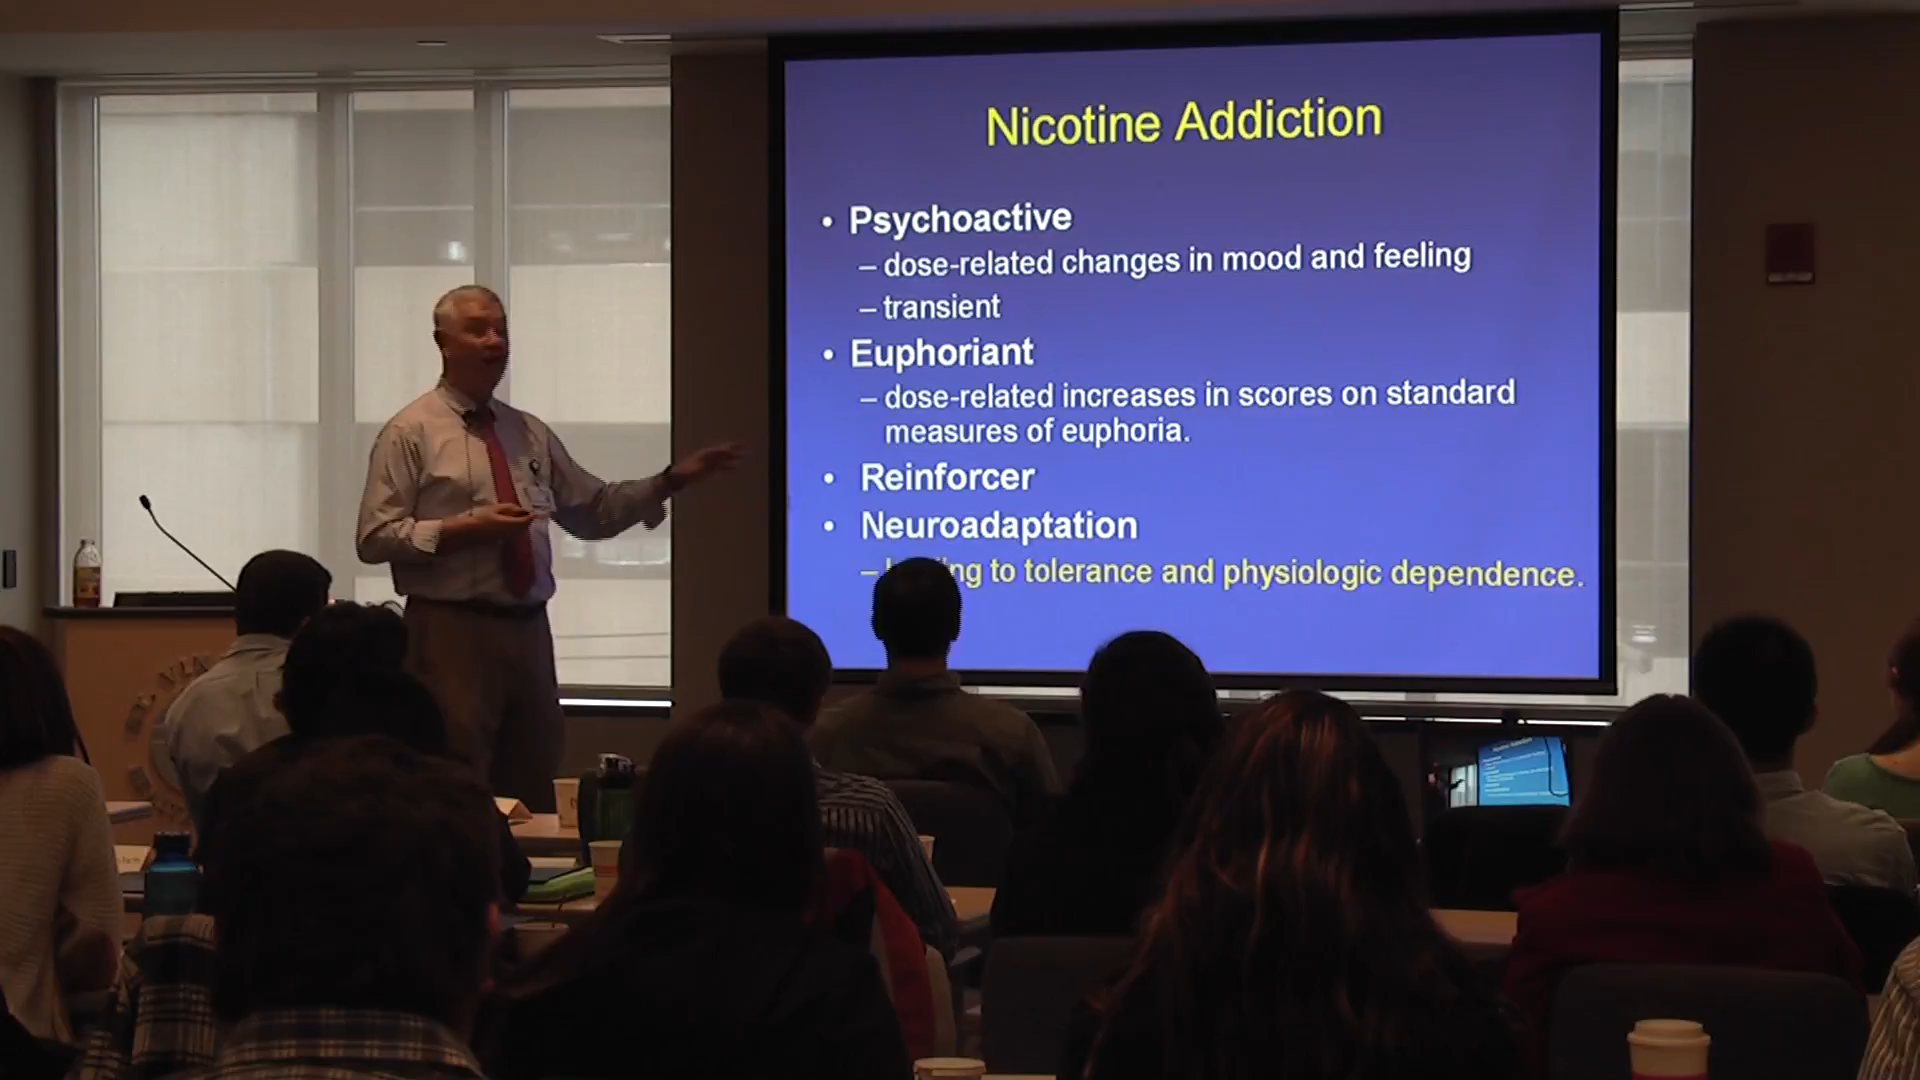 Nicotine Addiction
• Psychoactive
– dose-related changes in mood and feeling
– transient
• Euphoriant
– dose-related increases in scores on standard
measures of euphoria.
• Reinforcer
• Neuroadaptation
– to tolerance and physiologic dependence.